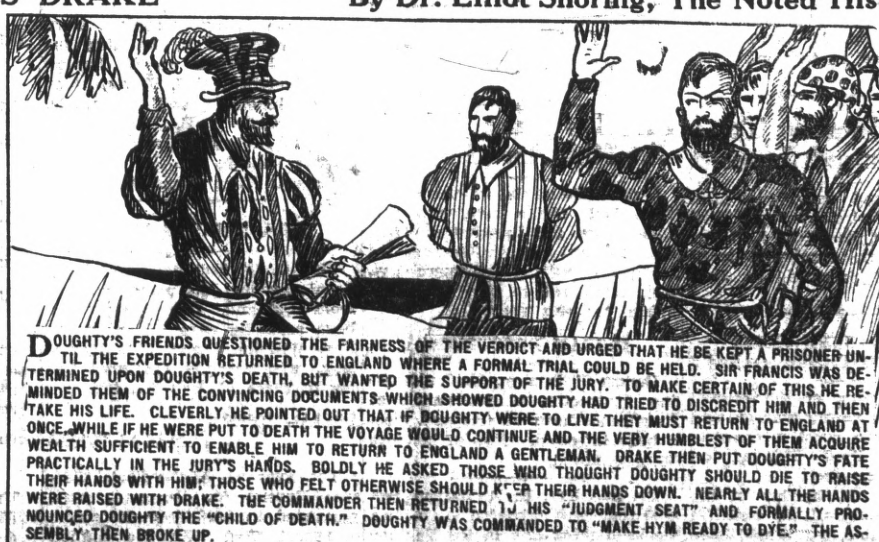 S DRAKE By Dr. Elliot Shoring, The Noted His
DOUGHTY'S FRIENDS QUESTIONED THE FAIRNESS OF THE VERDICT AND URGED THAT HE BE KEPT A PRISONER UN-
TIL THE EXPEDITION RETURNED TO ENGLAND WHERE A FORMAL TRIAL COULD BE HELD. SIR FRANCIS WAS DE-
TERMINED UPON DOUGHTY'S DEATH, BUT WANTED THE SUPPORT OF THE JURY. TO MAKE CERTAIN OF THIS HE RE-
MINDED THEM OF THE CONVINCING DOCUMENTS WHICH SHOWED DOUGHTY HAD TRIED TO DISCREDIT HIM AND THEN
TAKE HIS LIFE. CLEVERLY HE POINTED OUT THAT IF DOUGHTY WERE TO LIVE THEY MUST RETURN TO ENGLAND AT
ONCE, WHILE IF HE WERE PUT TO DEATH THE VOYAGE WOULD CONTINUE AND THE VERY HUMBLEST OF THEM ACQUIRE
WEALTH SUFFICIENT TO ENABLE HIM TO RETURN TO ENGLAND A GENTLEMAN. DRAKE THEN PUT DOUGHTY'S FATE
PRACTICALLY IN THE JURY'S HANDS. BOLDLY HE ASKED THOSE WHO THOUGHT DOUGHTY SHOULD DIE TO RAISE
THEIR HANDS WITH HIM; THOSE WHO FELT OTHERWISE SHOULD KEEP THEIR HANDS DOWN. NEARLY ALL THE HANDS
WERE RAISED WITH DRAKE. THE COMMANDER THEN RETURNED TO HIS "JUDGMENT SEAT" AND FORMALLY PRO-
NOUNCED DOUGHTY THE "CHILD OF DEATH." DOUGHTY WAS COMMANDED TO "MAKE HYM READY TO DYE." THE AS-
SEMBLY THEN BROKE UP.